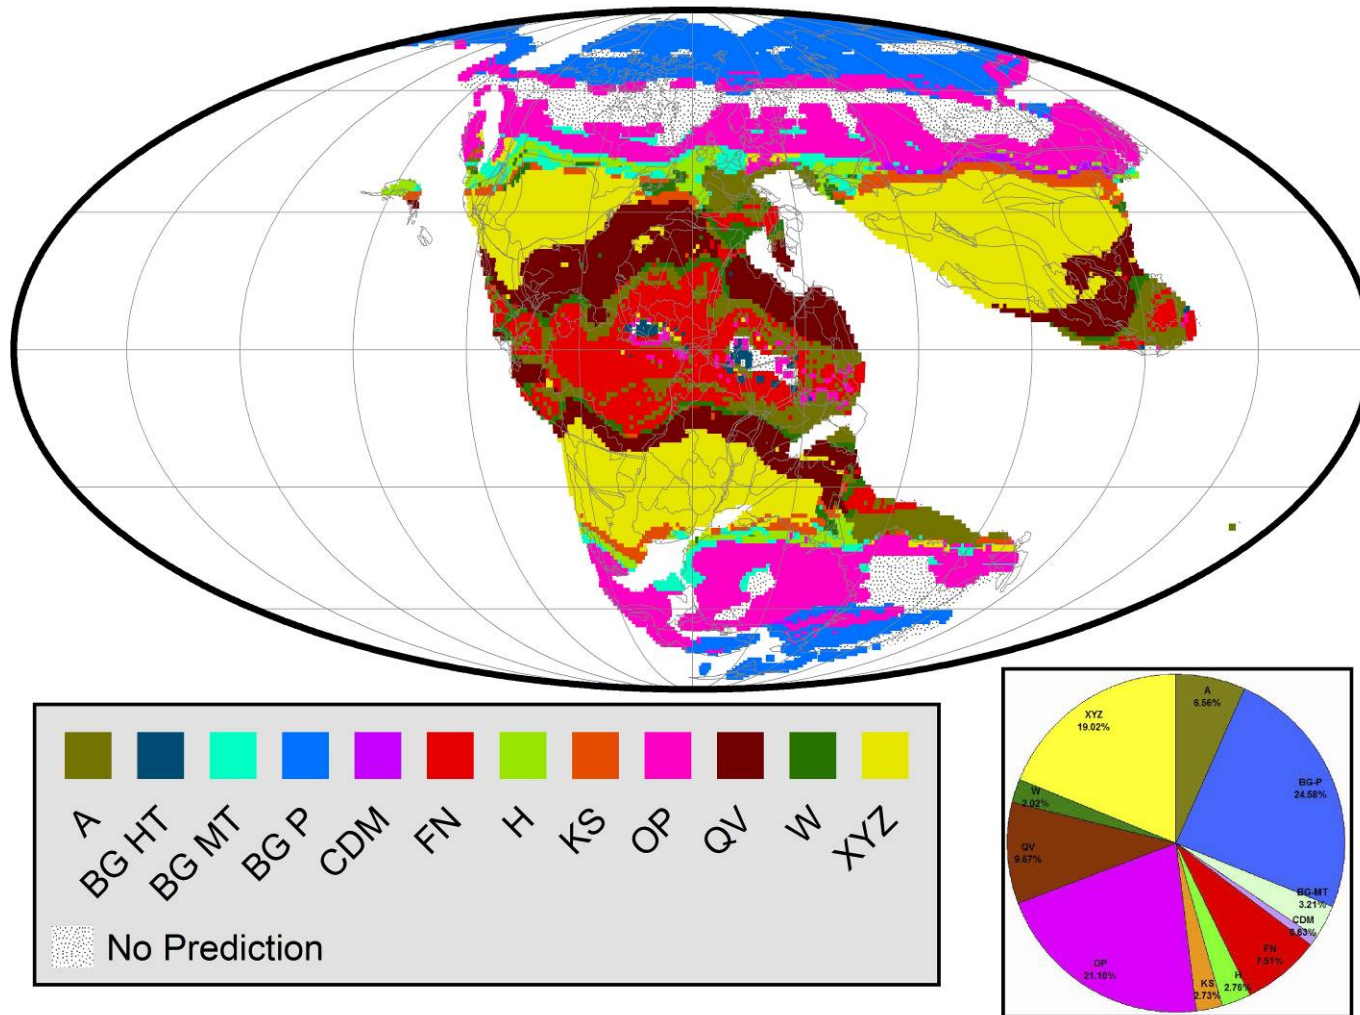 A
BG HT
BG MT
BG P
CDM
FN
H
KS
OP
QV
W
XYZ
No Prediction
A
6.56%
XYZ
19.02%
BG-P
24.58%
W
2.02%
QV
9.67%
BG-MT
3.21%
CDM
0.63%
FN
7.51%
H
2.76%
KS
2.73%
OP
21.10%